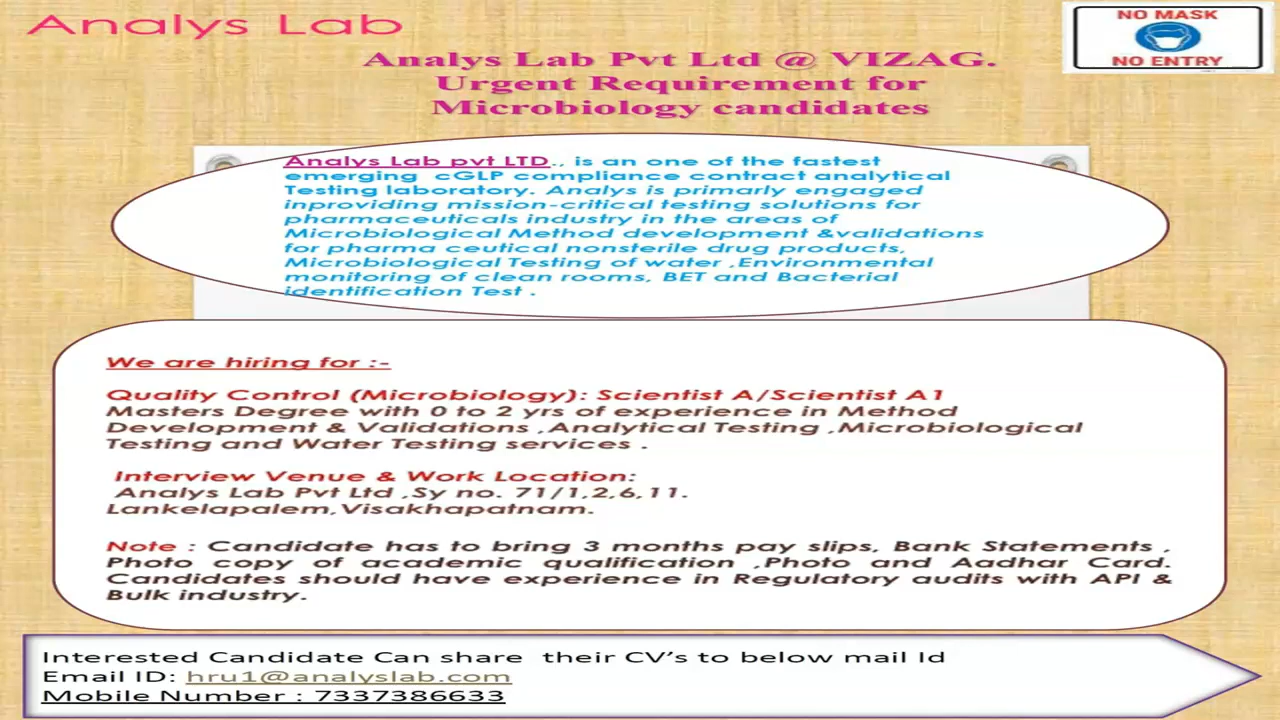 Analys Lab
NO MASK
NO ENTRY
Analys Lab Pvt Ltd @ VIZAG.
Urgent Requirement for
Microbiology candidates
Analys Lab pvt LTD.., is an one of the fastest
emerging cGLP compliance contract analytical
Testing laboratory. Analys is primarly engaged
inproviding mission-critical testing solutions for
pharmaceuticals industry in the areas of
Microbiological Method development &validations
for pharma ceutical nonsterile drug products,
Microbiological Testing of water ,Environmental
monitoring of clean rooms, BET and Bacterial
identification Test .
We are hiring for :-
Quality Control (Microbiology): Scientist A/Scientist A1
Masters Degree with 0 to 2 yrs of experience in Method
Development & Validations ,Analytical Testing ,Microbiological
Testing and Water Testing services .
Interview Venue & Work Location:
Analys Lab Pvt Ltd ,Sy no. 71/1,2,6,11.
Lankelapalem,Visakhapatnam.
Note : Candidate has to bring 3 months pay slips, Bank Statements ,
Photo copy of academic qualification ,Photo and Aadhar Card.
Candidates should have experience in Regulatory audits with API &
Bulk industry.
Interested Candidate Can share their CV's to below mail Id
Email ID: hru1@analyslab.com
Mobile Number : 7337386633